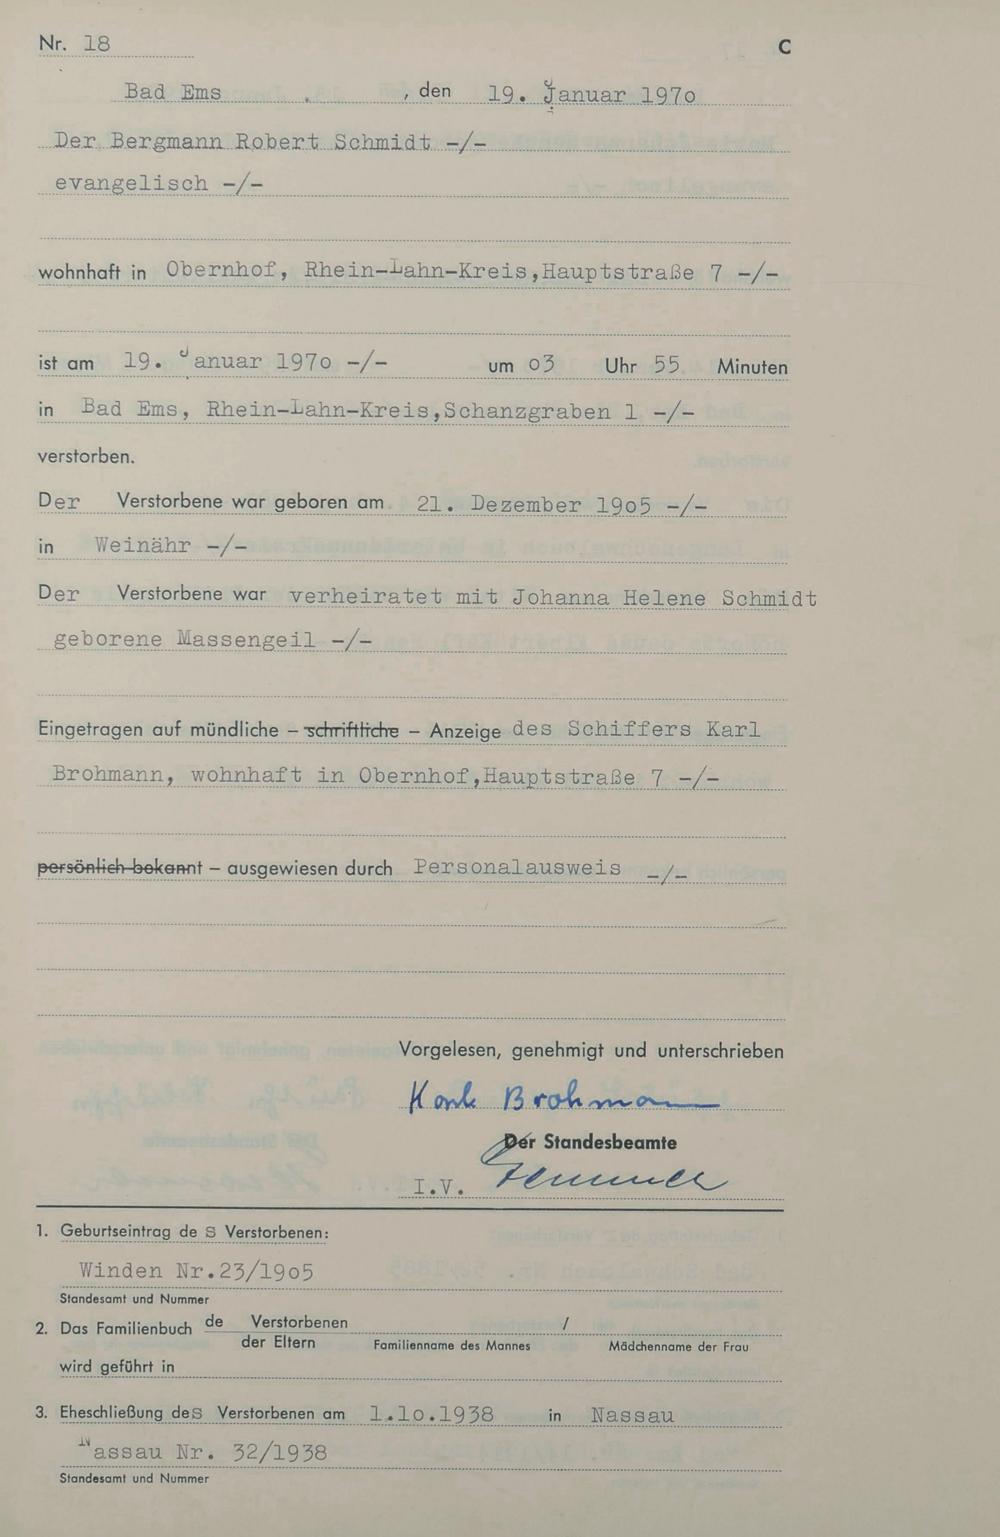 Nr. 18 C
Bad Ems , den 19. Januar 197o
Der Bergmann Robert Schmidt -/-
evangelisch -/-
wohnhaft in Obernhof, Rhein-Lahn-Kreis,Hauptstraße 7 -/-
ist am 19. Januar 197o -/- um o3 Uhr 55 Minuten
in Bad Ems, Rhein-Lahn-Kreis,Schanzgraben 1 -/-
verstorben.
Der Verstorbene war geboren am 21. Dezember 19o5 -/-
in Weinähr -/-
Der Verstorbene war verheiratet mit Johanna Helene Schmidt
geborene Massengeil -/-
Eingetragen auf mündliche – schriftliche – Anzeige des Schiffers Karl
Brohmann, wohnhaft in Obernhof,Hauptstraße 7 -/-
persönlich bekannt – ausgewiesen durch Personalausweis -/-
Vorgelesen, genehmigt und unterschrieben
Karl Brohmann
Der Standesbeamte
I.V.
1. Geburtseintrag des Verstorbenen:
Winden Nr.23/19o5
Standesamt und Nummer
2. Das Familienbuch de Verstorbenen /
der Eltern Familienname des Mannes Mädchenname der Frau
wird geführt in
3. Eheschließung des Verstorbenen am 1.1o.1938 in Nassau
Nassau Nr. 32/1938
Standesamt und Nummer